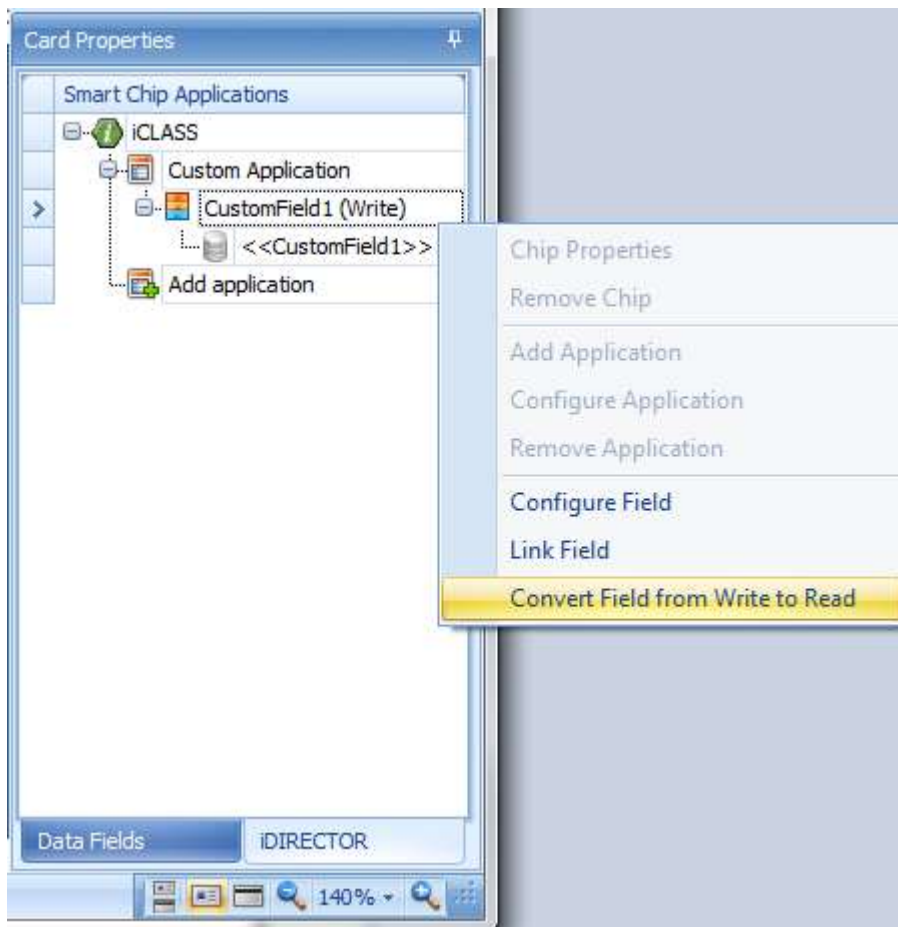 Card Properties
Smart Chip Applications
iCLASS
Custom Application
CustomField1 (Write)
<<CustomField1>>
Add application
Chip Properties
Remove Chip
Add Application
Configure Application
Remove Application
Configure Field
Link Field
Convert Field from Write to Read
Data Fields
iDIRECTOR
140%